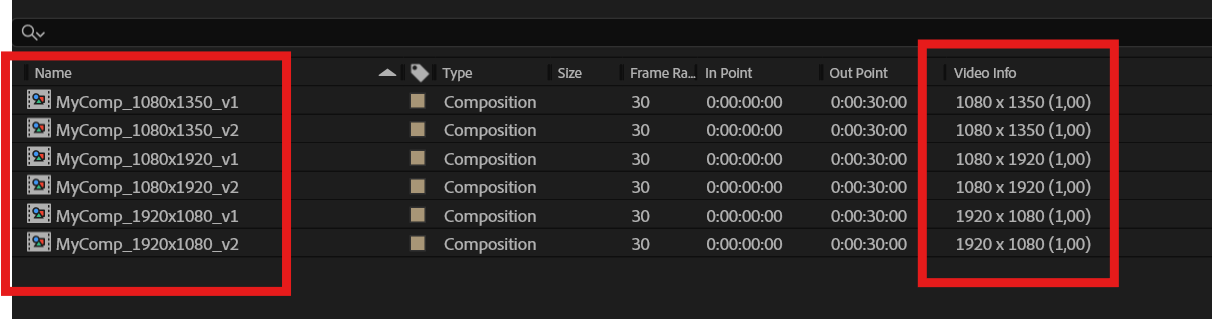 Name Type Size Frame Ra... In Point Out Point Video Info
MyComp_1080x1350_v1 Composition 30 0:00:00:00 0:00:30:00 1080 x 1350 (1,00)
MyComp_1080x1350_v2 Composition 30 0:00:00:00 0:00:30:00 1080 x 1350 (1,00)
MyComp_1080x1920_v1 Composition 30 0:00:00:00 0:00:30:00 1080 x 1920 (1,00)
MyComp_1080x1920_v2 Composition 30 0:00:00:00 0:00:30:00 1080 x 1920 (1,00)
MyComp_1920x1080_v1 Composition 30 0:00:00:00 0:00:30:00 1920 x 1080 (1,00)
MyComp_1920x1080_v2 Composition 30 0:00:00:00 0:00:30:00 1920 x 1080 (1,00)